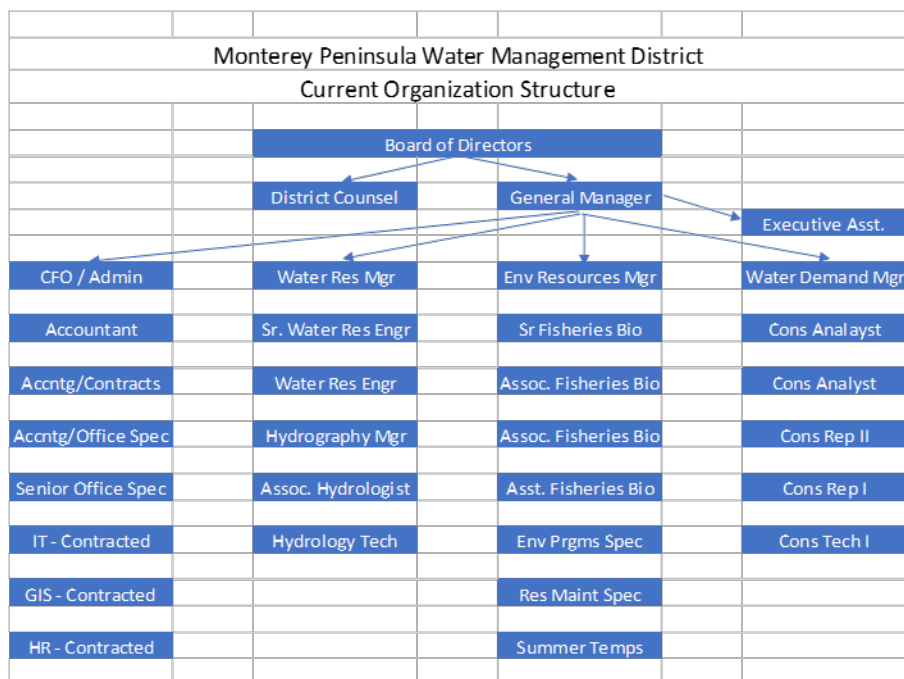 Monterey Peninsula Water Management District
Current Organization Structure
Board of Directors
District Counsel
General Manager
Executive Asst.
CFO / Admin
Water Res Mgr
Env Resources Mgr
Water Demand Mgr
Accountant
Sr. Water Res Engr
Sr Fisheries Bio
Cons Analayst
Accntg/Contracts
Water Res Engr
Assoc. Fisheries Bio
Cons Analyst
Accntg/Office Spec
Hydrography Mgr
Assoc. Fisheries Bio
Cons Rep II
Senior Office Spec
Assoc. Hydrologist
Asst. Fisheries Bio
Cons Rep I
IT - Contracted
Hydrology Tech
Env Prgms Spec
Cons Tech I
GIS - Contracted
Res Maint Spec
HR - Contracted
Summer Temps